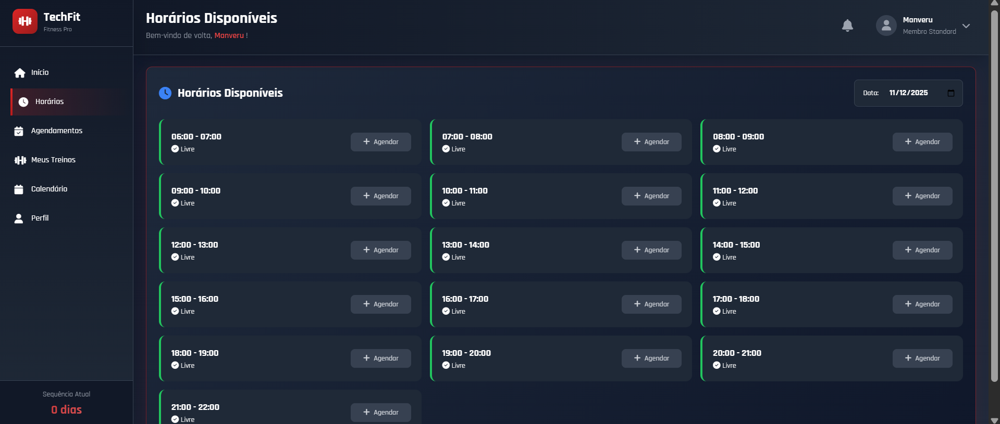 TechFit
Fitness Pro
Início
Horários
Agendamentos
Meus Treinos
Calendário
Perfil
Sequência Atual
0 dias
Horários Disponíveis
Bem-vindo de volta, Manveru !
Manveru
Membro Standard
Horários Disponíveis
Data: 11/12/2025
06:00 - 07:00
Livre
Agendar
07:00 - 08:00
Livre
Agendar
08:00 - 09:00
Livre
Agendar
09:00 - 10:00
Livre
Agendar
10:00 - 11:00
Livre
Agendar
11:00 - 12:00
Livre
Agendar
12:00 - 13:00
Livre
Agendar
13:00 - 14:00
Livre
Agendar
14:00 - 15:00
Livre
Agendar
15:00 - 16:00
Livre
Agendar
16:00 - 17:00
Livre
Agendar
17:00 - 18:00
Livre
Agendar
18:00 - 19:00
Livre
Agendar
19:00 - 20:00
Livre
Agendar
20:00 - 21:00
Livre
Agendar
21:00 - 22:00
Livre
Agendar